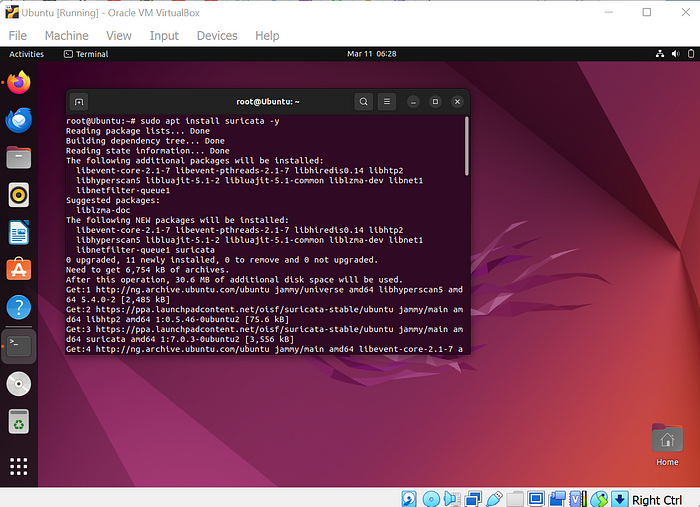 Ubuntu [Running] - Oracle VM VirtualBox
File Machine View Input Devices Help
Activities Terminal Mar 11 06:28
root@Ubuntu: ~
root@Ubuntu:~# sudo apt install suricata -y
Reading package lists... Done
Building dependency tree... Done
Reading state information... Done
The following additional packages will be installed:
libevent-core-2.1-7 libevent-pthreads-2.1-7 libhiredis0.14 libhtp2
libhyperscan5 libluajit-5.1-2 libluajit-5.1-common liblzma-dev libnet1
libnetfilter-queue1
Suggested packages:
liblzma-doc
The following NEW packages will be installed:
libevent-core-2.1-7 libevent-pthreads-2.1-7 libhiredis0.14 libhtp2
libhyperscan5 libluajit-5.1-2 libluajit-5.1-common liblzma-dev libnet1
libnetfilter-queue1 suricata
0 upgraded, 11 newly installed, 0 to remove and 0 not upgraded.
Need to get 6,754 kB of archives.
After this operation, 30.6 MB of additional disk space will be used.
Get:1 http://ng.archive.ubuntu.com/ubuntu jammy/universe amd64 libhyperscan5 amd
64 5.4.0-2 [2,485 kB]
Get:2 https://ppa.launchpadcontent.net/oisf/suricata-stable/ubuntu jammy/main am
d64 libhtp2 amd64 1:0.5.46-0ubuntu2 [75.6 kB]
Get:3 https://ppa.launchpadcontent.net/oisf/suricata-stable/ubuntu jammy/main am
d64 suricata amd64 1:7.0.3-0ubuntu2 [3,556 kB]
Get:4 http://ng.archive.ubuntu.com/ubuntu jammy/main amd64 libevent-core-2.1-7 a
Home
Right Ctrl